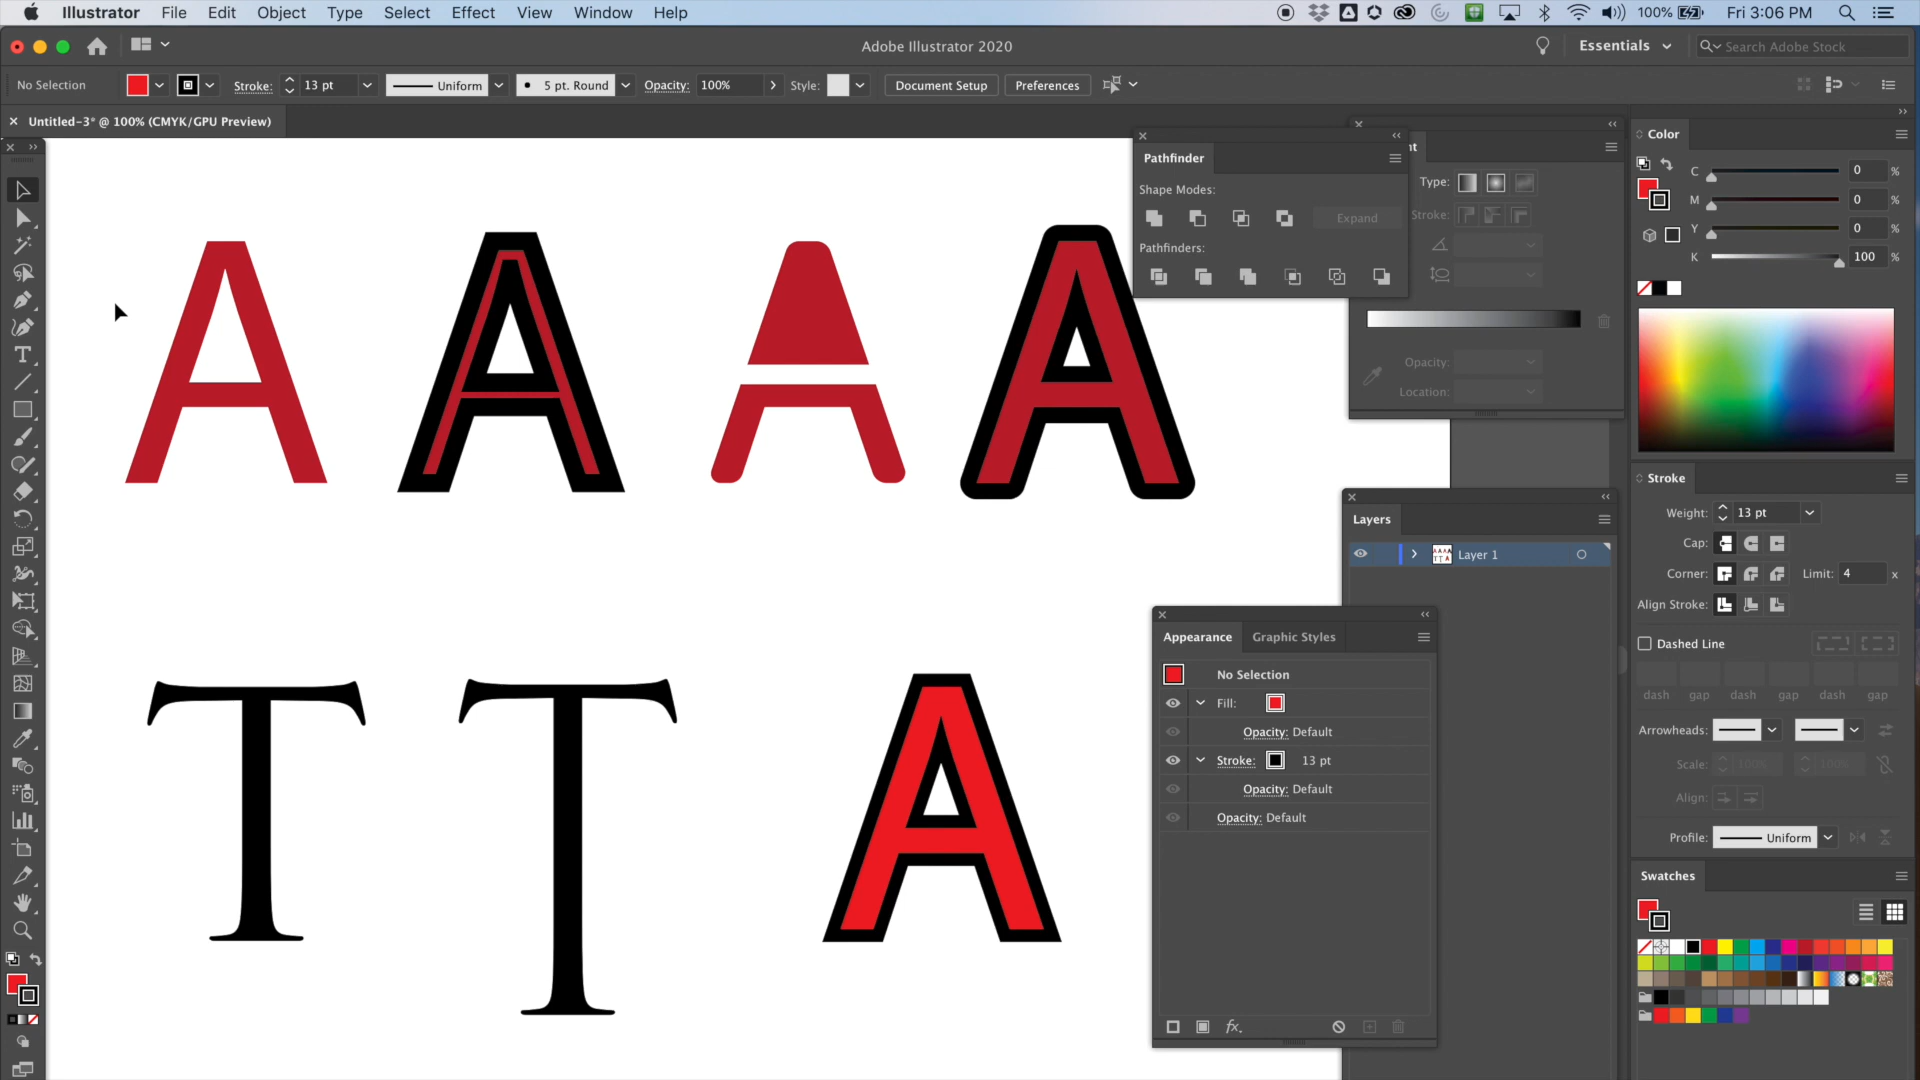 Illustrator File Edit Object Type Select Effect View Window Help 100% Fri 3:06 PM
Adobe Illustrator 2020 Essentials Search Adobe Stock
No Selection Stroke: 13 pt Uniform 5 pt. Round Opacity: 100% Style: Document Setup Preferences
Untitled-3* @ 100% (CMYK/GPU Preview)
Pathfinder
Shape Modes:
Expand
Pathfinders:
nt
Type:
Stroke:
Opacity:
Location:
Color
C 0 %
M 0 %
Y 0 %
K 100 %
A A A A
T T A
Layers
Layer 1
Appearance Graphic Styles
No Selection
Fill:
Opacity: Default
Stroke: 13 pt
Opacity: Default
Opacity: Default
fx.
Stroke
Weight: 13 pt
Cap:
Corner: Limit: 4 x
Align Stroke:
Dashed Line
dash gap dash gap dash gap
Arrowheads:
Scale: 100% 100%
Align:
Profile: Uniform
Swatches